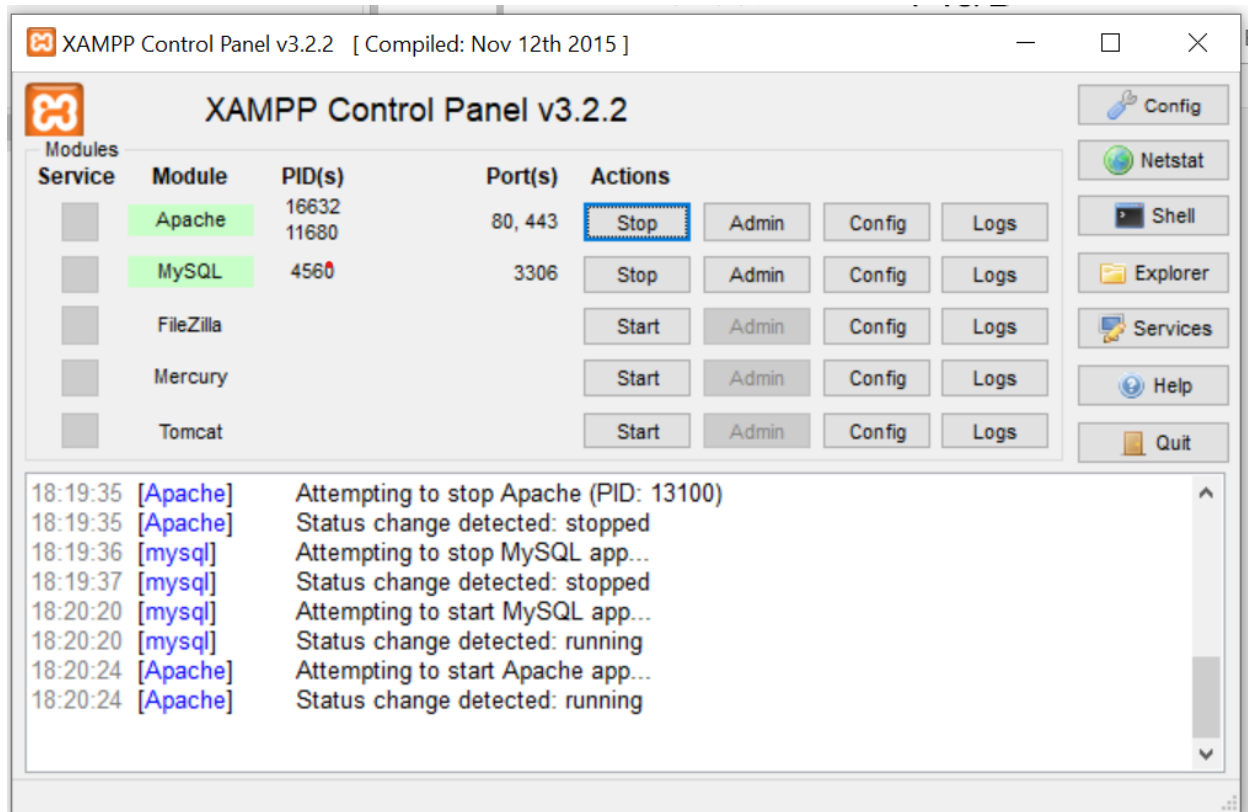 XAMPP Control Panel v3.2.2 [ Compiled: Nov 12th 2015 ]
XAMPP Control Panel v3.2.2
Config
Modules
Service Module PID(s) Port(s) Actions
Netstat
Apache 16632 11680 80, 443 Stop Admin Config Logs
Shell
MySQL 4560 3306 Stop Admin Config Logs
Explorer
FileZilla Start Admin Config Logs
Services
Mercury Start Admin Config Logs
Help
Tomcat Start Admin Config Logs
Quit
18:19:35 [Apache] Attempting to stop Apache (PID: 13100)
18:19:35 [Apache] Status change detected: stopped
18:19:36 [mysql] Attempting to stop MySQL app...
18:19:37 [mysql] Status change detected: stopped
18:20:20 [mysql] Attempting to start MySQL app...
18:20:20 [mysql] Status change detected: running
18:20:24 [Apache] Attempting to start Apache app...
18:20:24 [Apache] Status change detected: running